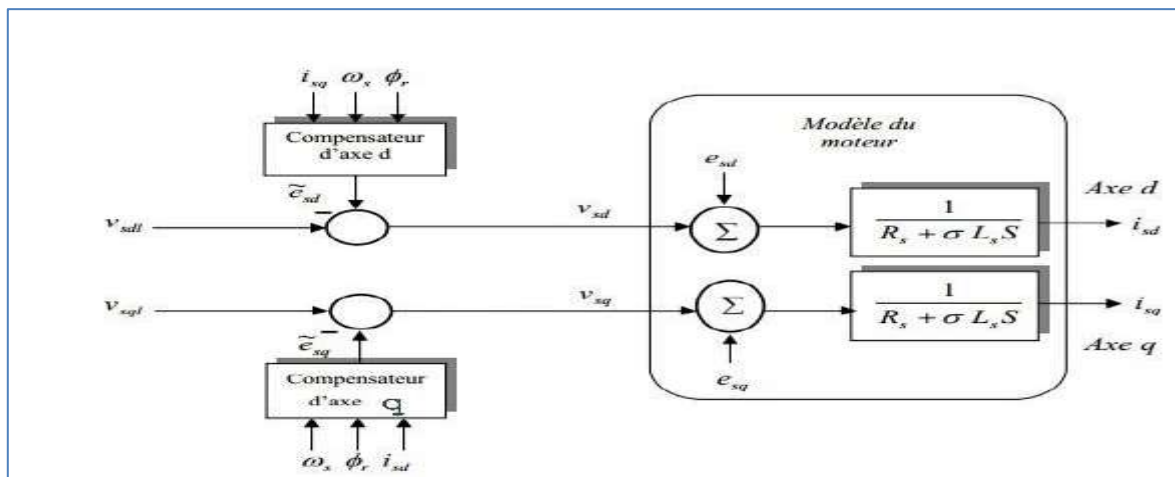 i_sq ω_s ϕ_r
Compensateur
d'axe d
ẽ_sd
−
v_sdl
v_sd
Modèle du
moteur
e_sd
Σ
1
R_s + σ L_s S
Axe d
i_sd
v_sql
v_sq
Σ
1
R_s + σ L_s S
i_sq
Axe q
ẽ_sq
−
e_sq
Compensateur
d'axe q
ω_s ϕ_r i_sd